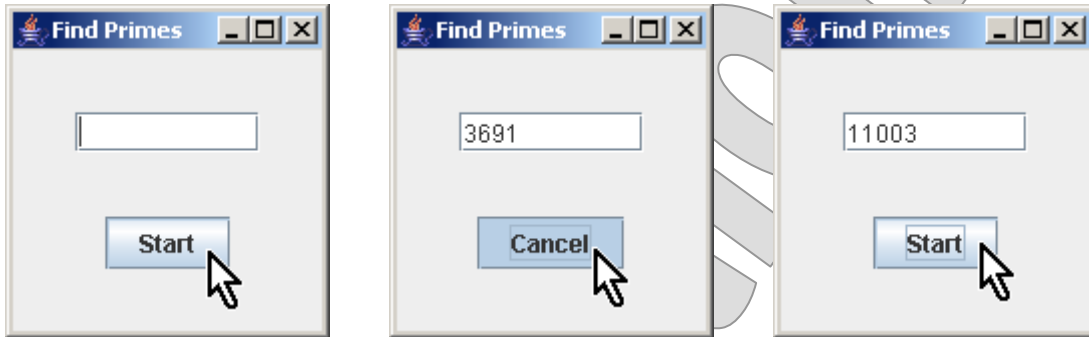 Find Primes
Start
Find Primes
3691
Cancel
Find Primes
11003
Start